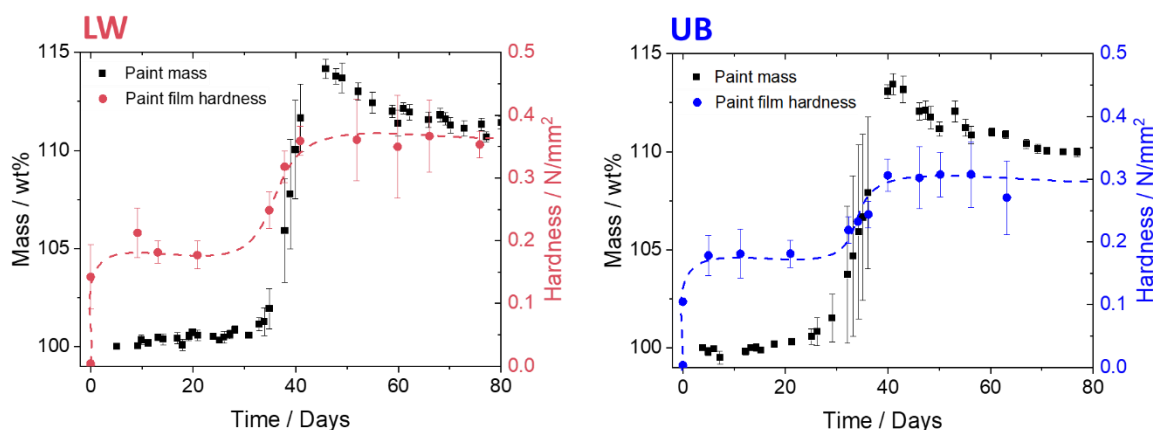 LW
115
110
105
100
Mass / wt%
Paint mass
Paint film hardness
0.5
0.4
0.3
0.2
0.1
0.0
Hardness / N/mm²
0 20 40 60 80
Time / Days
UB
115
110
105
100
Mass / wt%
Paint mass
Paint film hardness
0.5
0.4
0.3
0.2
0.1
0.0
Hardness / N/mm²
0 20 40 60 80
Time / Days